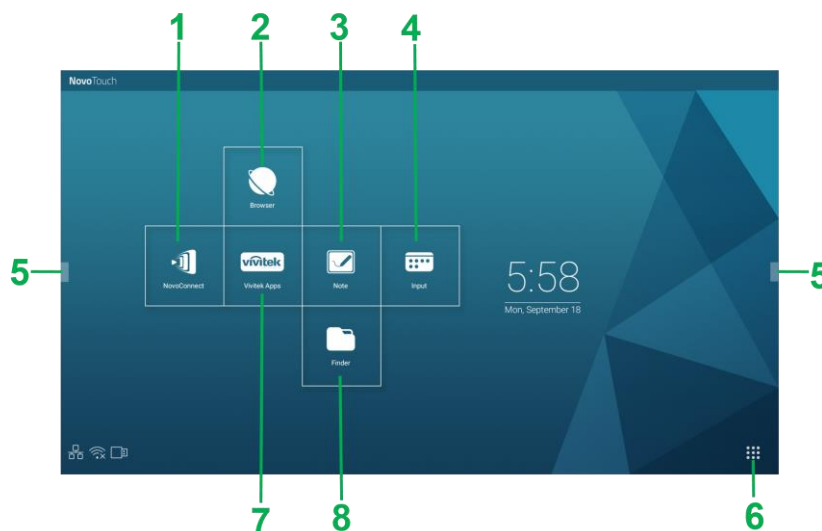 1 2 3 4
NovoTouch
Browser
5 5
vivitek
NovoConnect Vivitek Apps Note Input
5:58
Mon, September 18
Finder
7 8 6